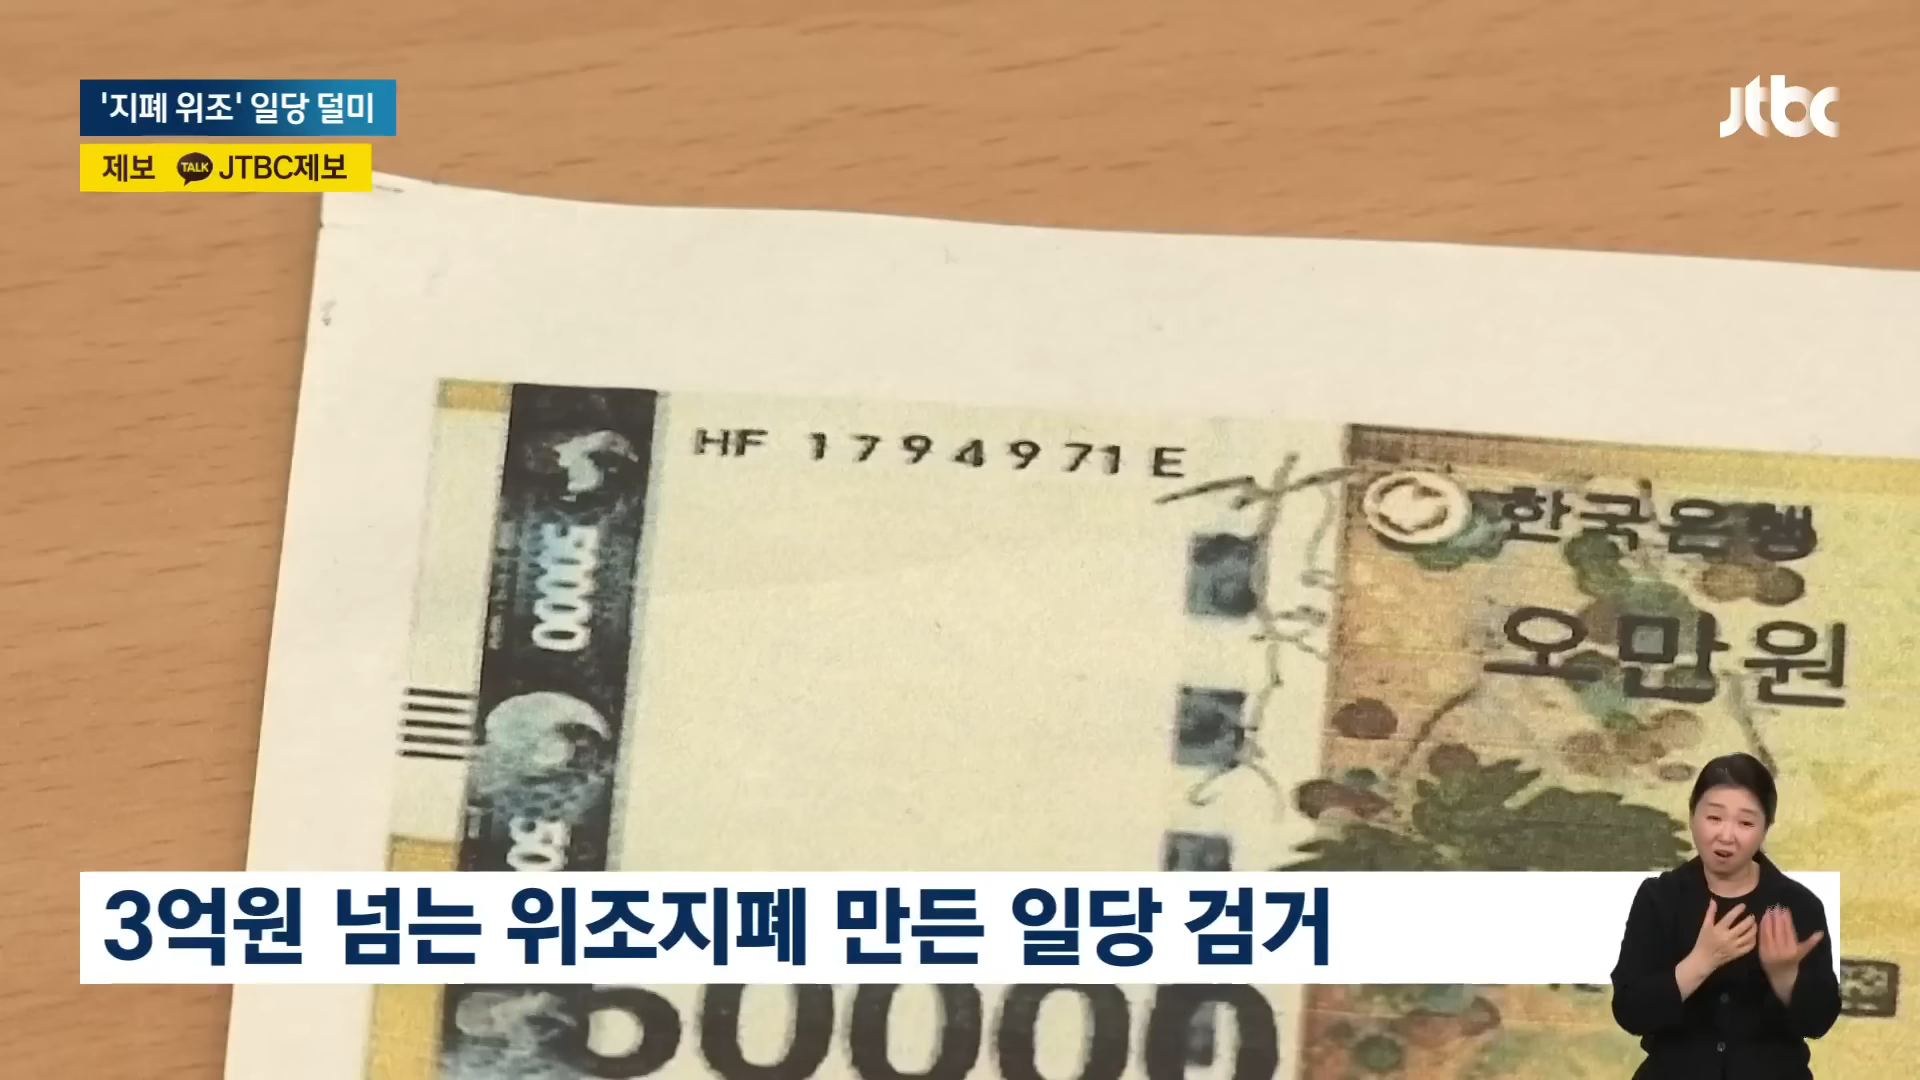 '지폐 위조' 일당 덜미
jtbc
제보 TALK JTBC제보
HF 1794971 E
한국은행
50000
오만원
50
3억원 넘는 위조지폐 만든 일당 검거
50000